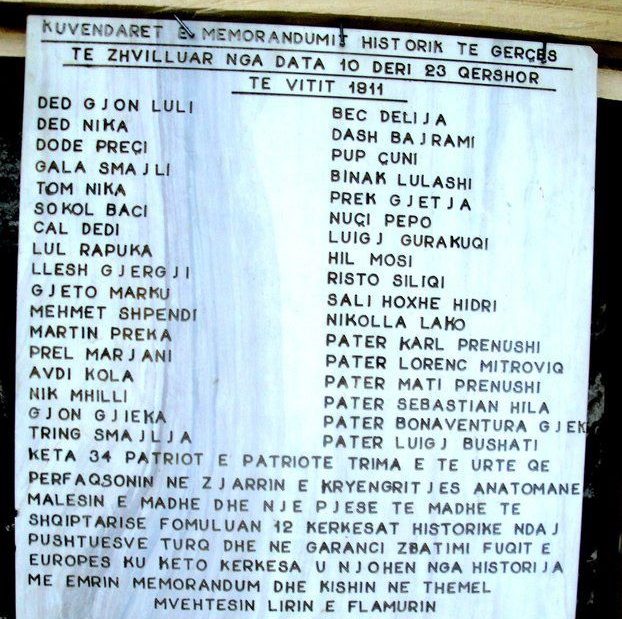 KUVENDARET E MEMORANDUMIT HISTORIK TE GERÇES
TE ZHVILLUAR NGA DATA 10 DERI 23 QERSHOR
TE VITIT 1911
DED GJON LULI
DED NIKA
DODE PREÇI
GALA SMAJLI
TOM NIKA
SOKOL BACI
CAL DEDI
LUL RAPUKA
LLESH GJERGJI
GJETO MARKU
MEHMET SHPENDI
MARTIN PREKA
PREL MARJANI
AVDI KOLA
NIK MHILLI
GJON GJIEKA
TRING SMAJLJA
BEC DELIJA
DASH BAJRAMI
PUP ÇUNI
BINAK LULASHI
PREK GJETJA
NUÇI PEPO
LUIGJ GURAKUQI
HIL MOSI
RISTO SILIQI
SALI HOXHE HIDRI
NIKOLLA LAKO
PATER KARL PRENUSHI
PATER LORENC MITROVIQ
PATER MATI PRENUSHI
PATER SEBASTIAN HILA
PATER BONAVENTURA GJEK
PATER LUIGJ BUSHATI
KETA 34 PATRIOT E PATRIOTE TRIMA E TE URTE QE
PERFAQSONIN NE ZJARRIN E KRYENGRITJES ANATOMANE
MALESIN E MADHE DHE NJE PJESE TE MADHE TE
SHQIPTARISE FOMULUAN 12 KERKESAT HISTORIKE NDAJ
PUSHTUESVE TURQ DHE NE GARANCI ZBATIMI FUQIT E
EUROPES KU KETO KERKESA U NJOHEN NGA HISTORIJA
ME EMRIN MEMORANDUM DHE KISHIN NE THEMEL
MVEHTESIN LIRIN E FLAMURIN